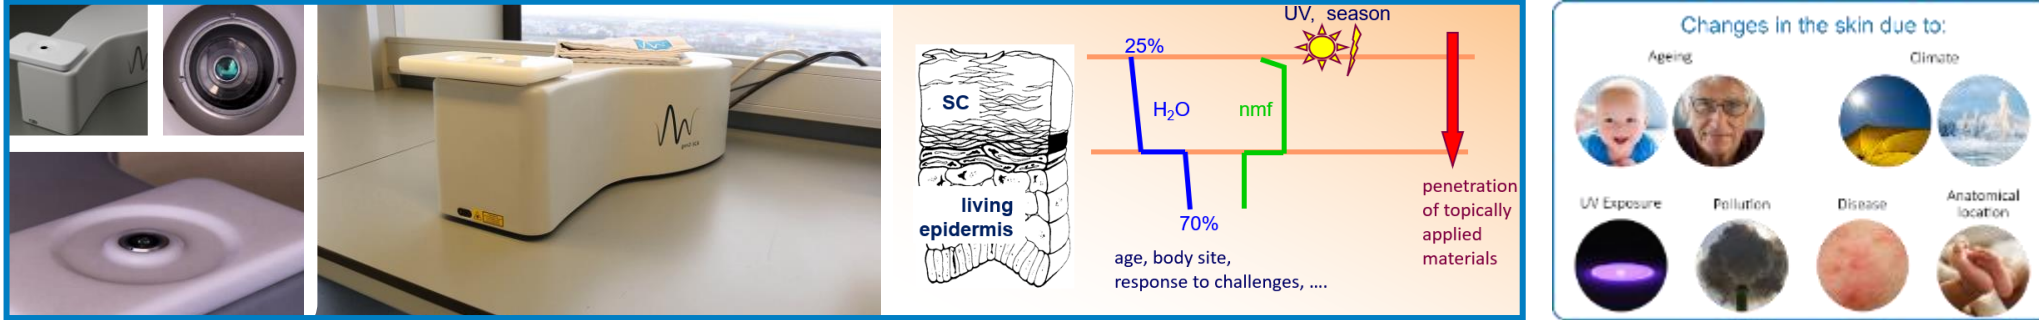 UV, season
25%
SC
H₂O
nmf
living
epidermis
70%
penetration
of topically
applied
materials
age, body site,
response to challenges, ....
Changes in the skin due to:
Ageing
Climate
UV Exposure
Pollution
Disease
Anatomical
location